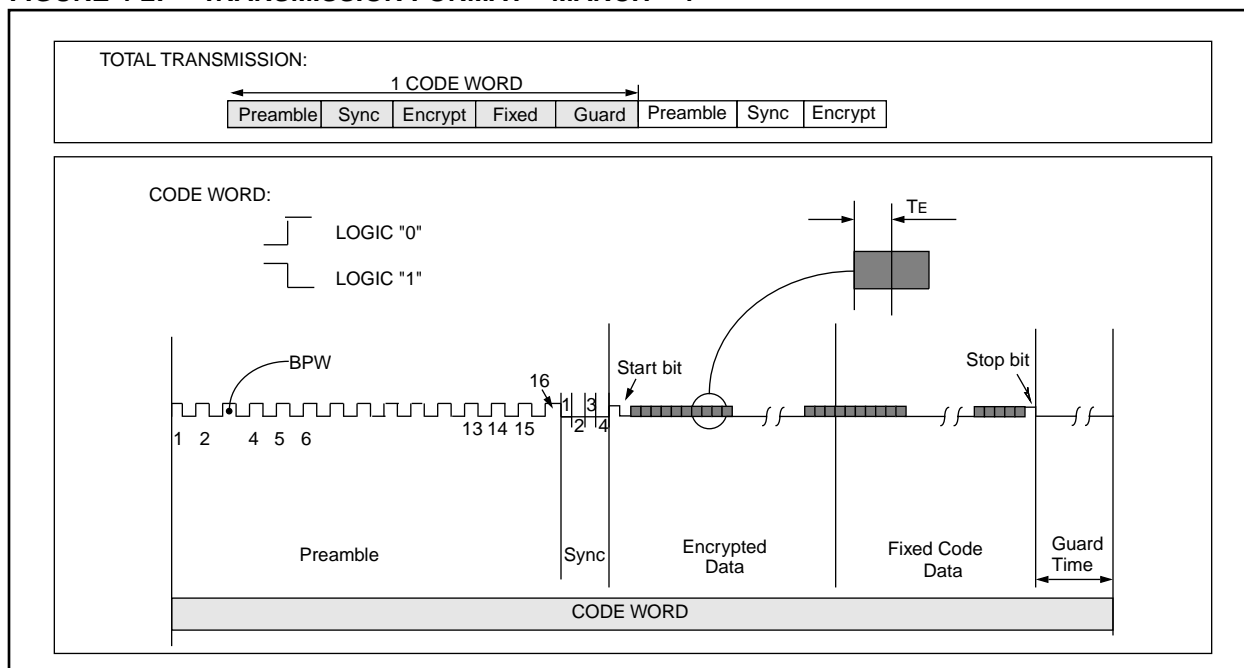 TOTAL TRANSMISSION:
1 CODE WORD
Preamble Sync Encrypt Fixed Guard Preamble Sync Encrypt
CODE WORD:
LOGIC "0"
LOGIC "1"
TE
BPW
16
Start bit
Stop bit
1 3
2 4
1 2 4 5 6 13 14 15
Preamble
Sync
Encrypted
Data
Fixed Code
Data
Guard
Time
CODE WORD